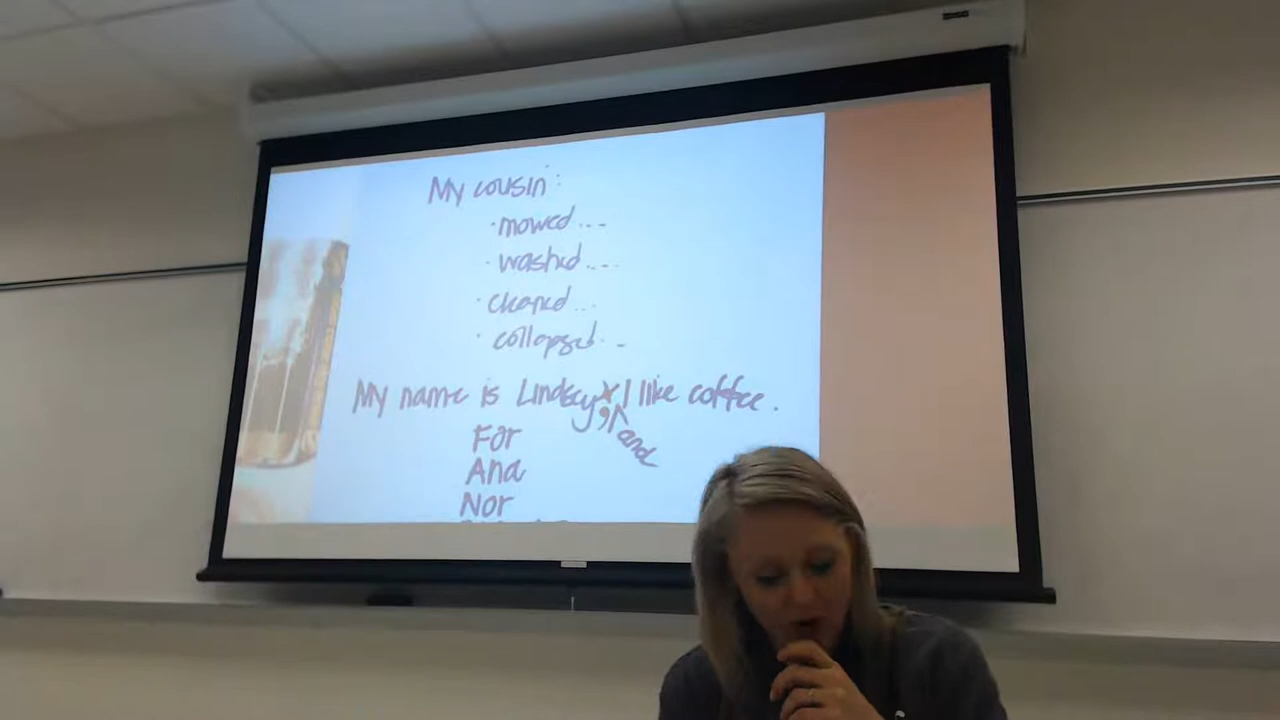 My cousin:
· mowed...
· washed....
· cleaned...
· collapsed...
My name is Lindsey, I like coffee.
and
For
And
Nor